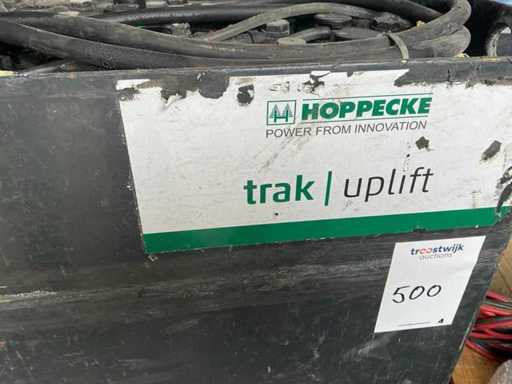 HOPPECKE
POWER FROM INNOVATION
trak | uplift
troostwijk
auctions
500